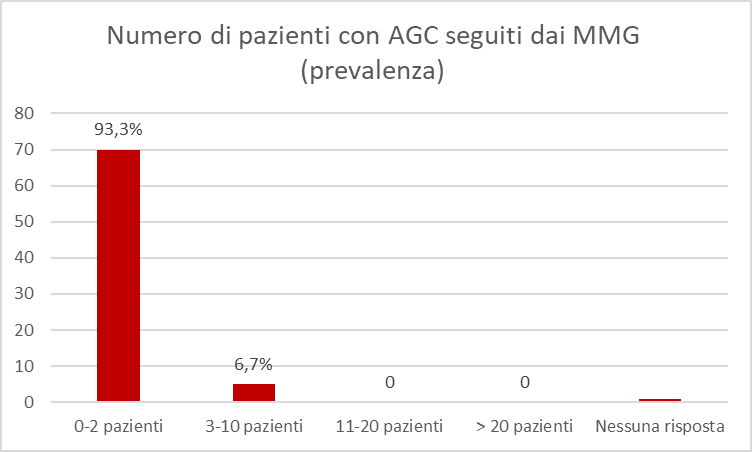 Numero di pazienti con AGC seguiti dai MMG
(prevalenza)
80
70
60
50
40
30
20
10
0
93,3%
6,7%
0
0
0-2 pazienti
3-10 pazienti
11-20 pazienti
> 20 pazienti
Nessuna risposta